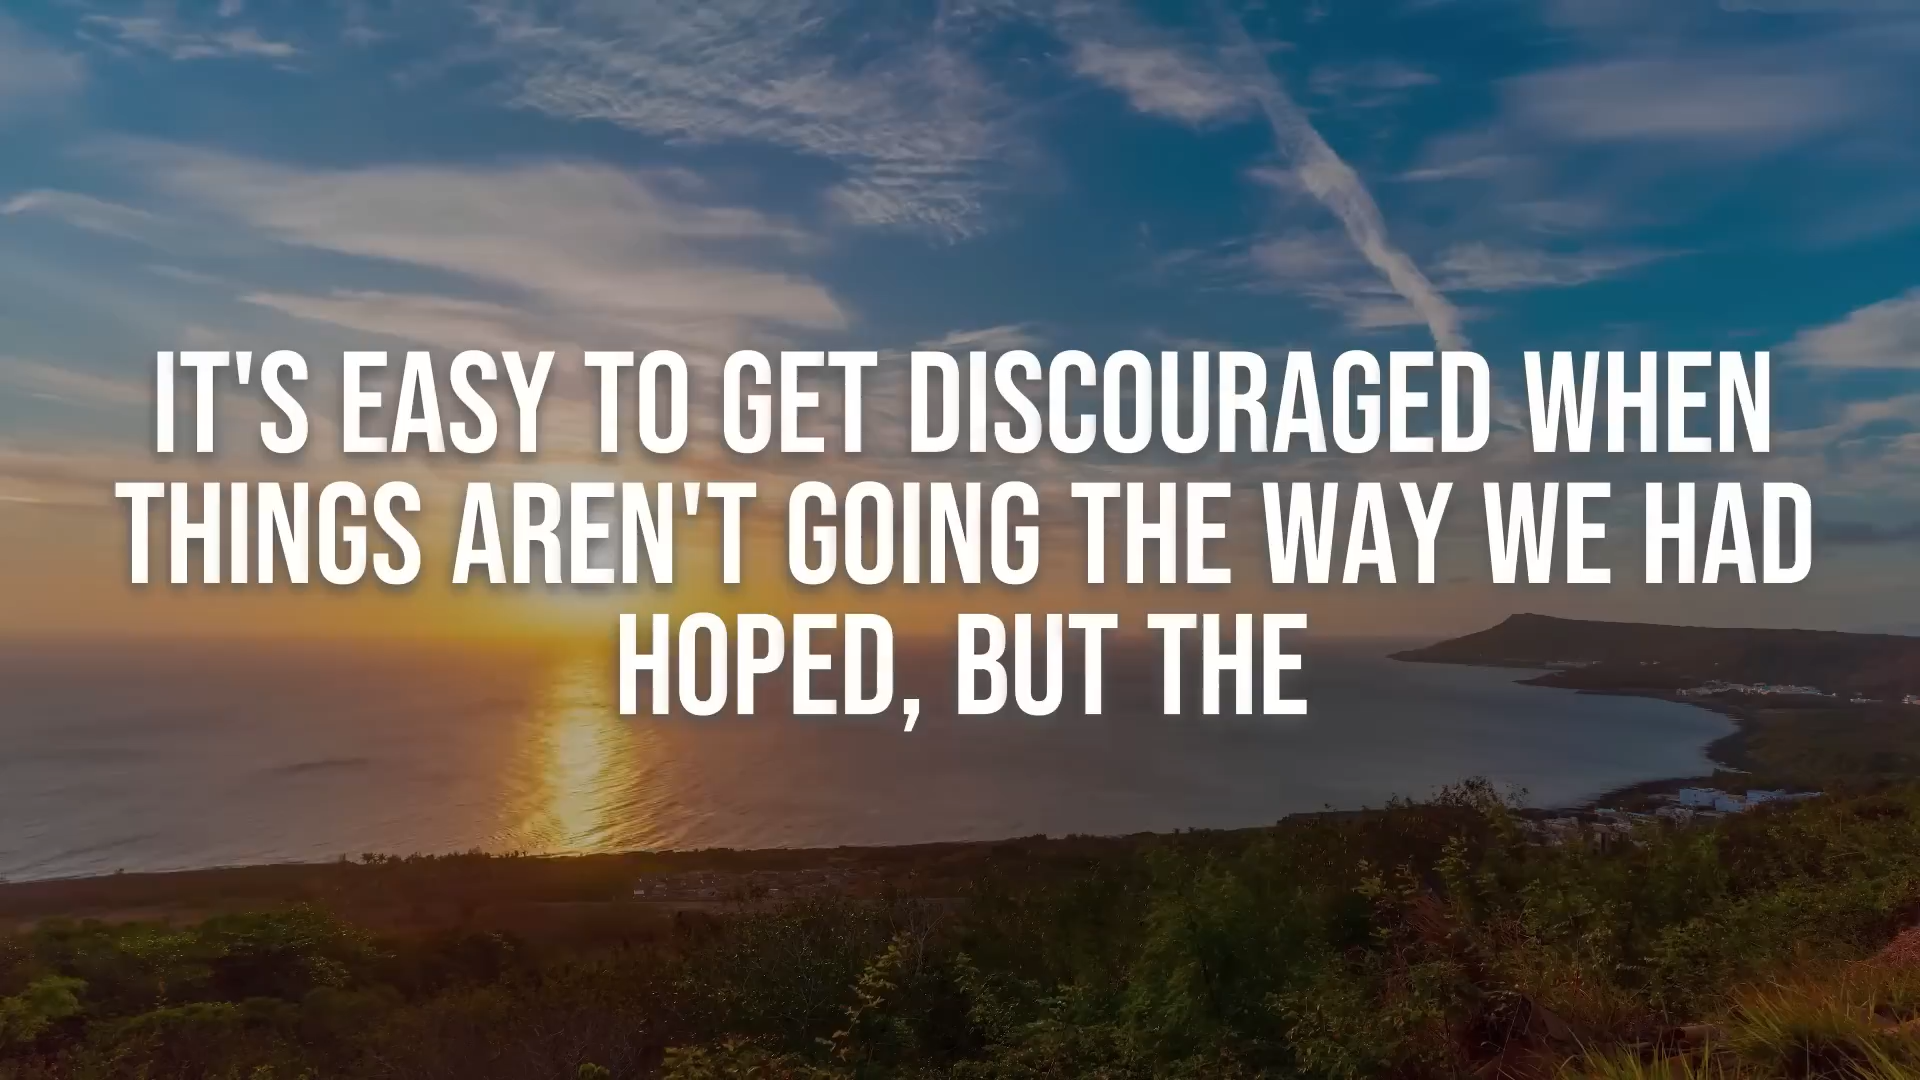 IT'S EASY TO GET DISCOURAGED WHEN
THINGS AREN'T GOING THE WAY WE HAD
HOPED, BUT THE